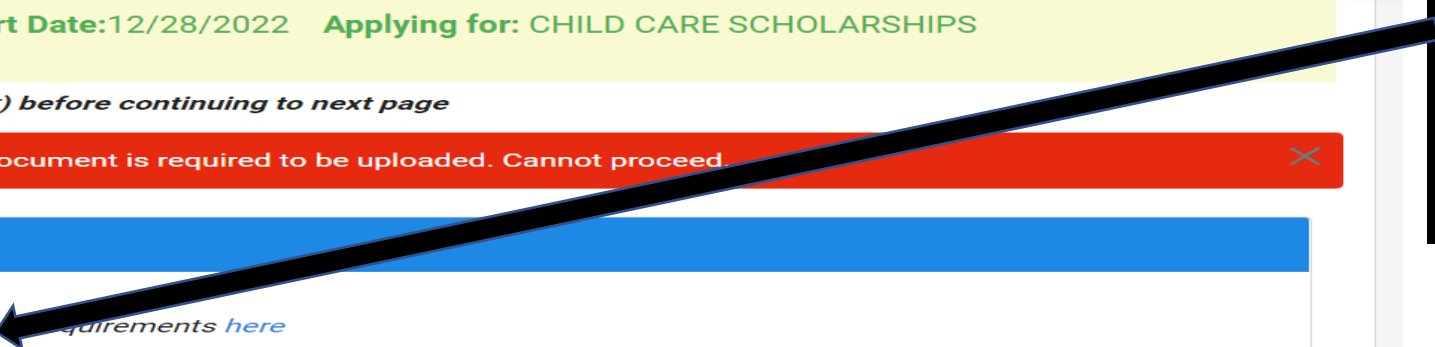 rt Date:12/28/2022 Applying for: CHILD CARE SCHOLARSHIPS
t) before continuing to next page
ocument is required to be uploaded. Cannot proceed.
quirements here